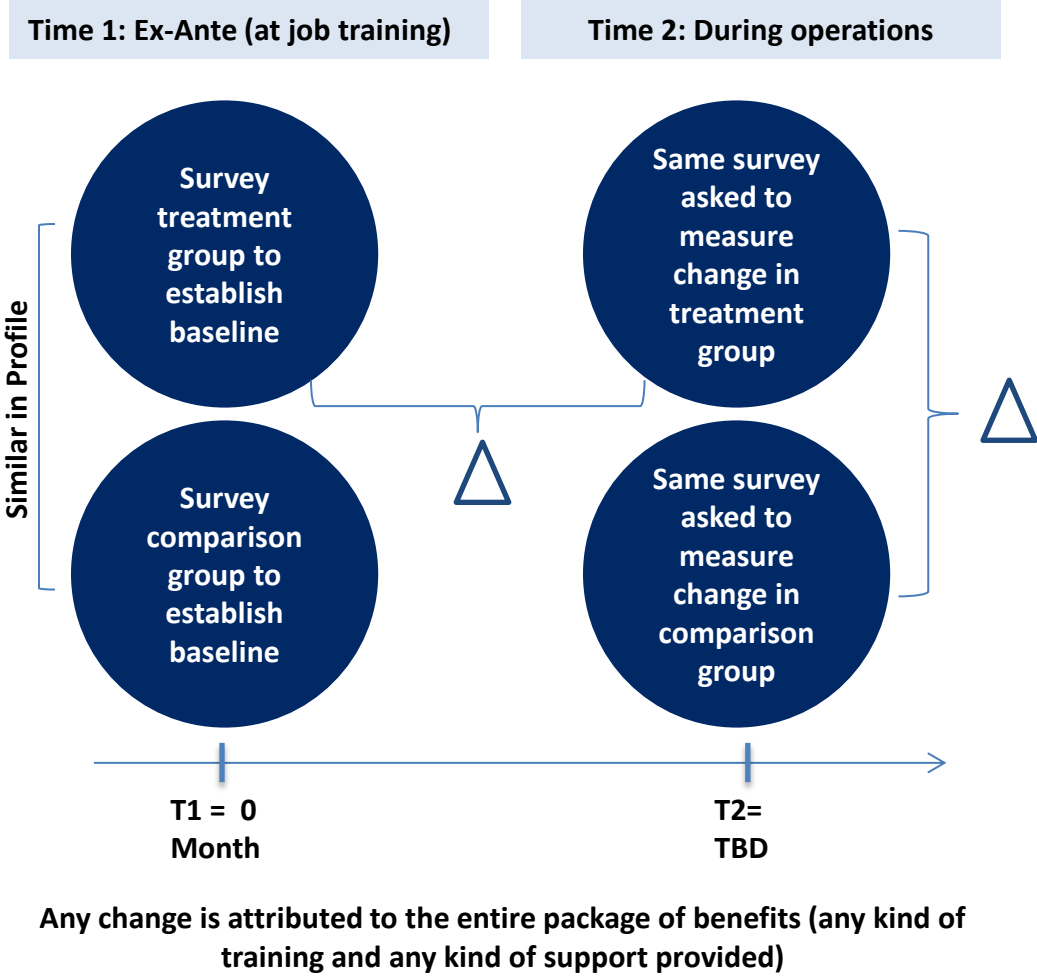 Time 1: Ex-Ante (at job training)
Time 2: During operations
Similar in Profile
Survey
treatment
group to
establish
baseline
Same survey
asked to
measure
change in
treatment
group
Survey
comparison
group to
establish
baseline
Same survey
asked to
measure
change in
comparison
group
T1 = 0
Month
T2=
TBD
Any change is attributed to the entire package of benefits (any kind of
training and any kind of support provided)